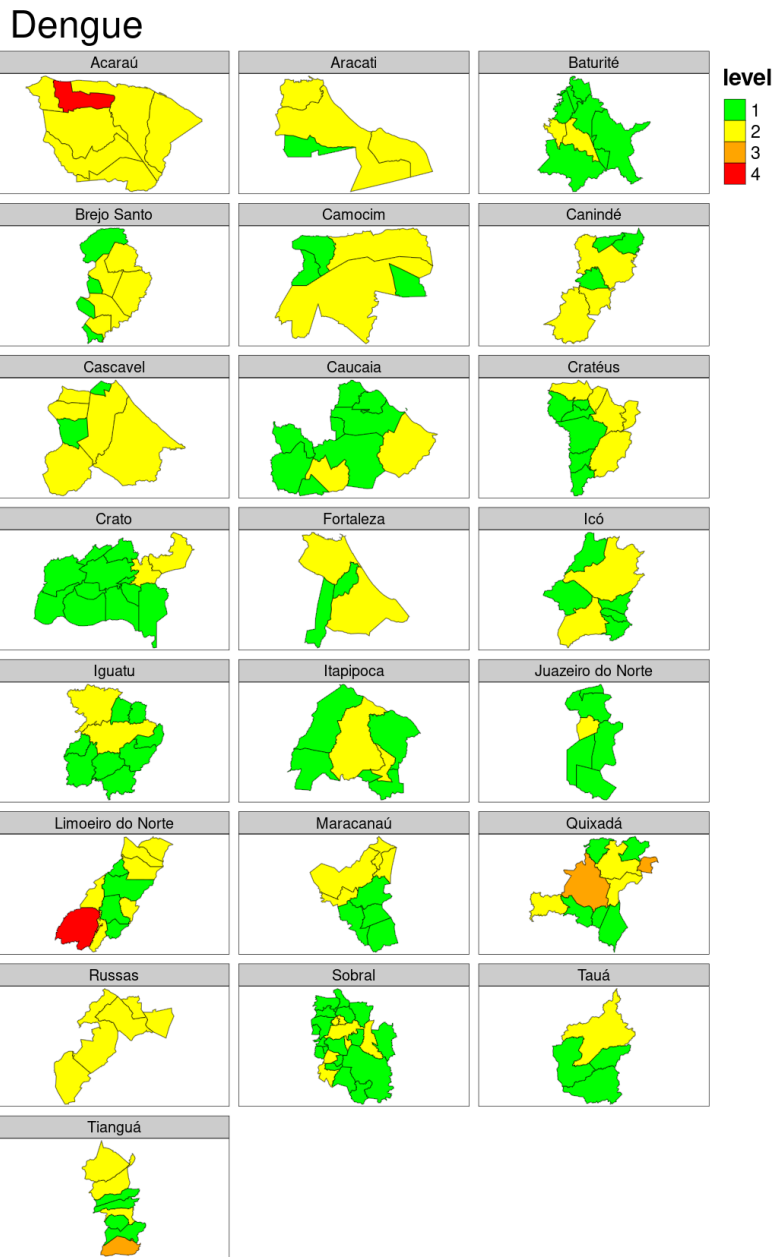 Dengue
Acaraú
Aracati
Baturité
level
1
2
3
4
Brejo Santo
Camocim
Canindé
Cascavel
Caucaia
Cratéus
Crato
Fortaleza
Icó
Iguatu
Itapipoca
Juazeiro do Norte
Limoeiro do Norte
Maracanaú
Quixadá
Russas
Sobral
Tauá
Tianguá